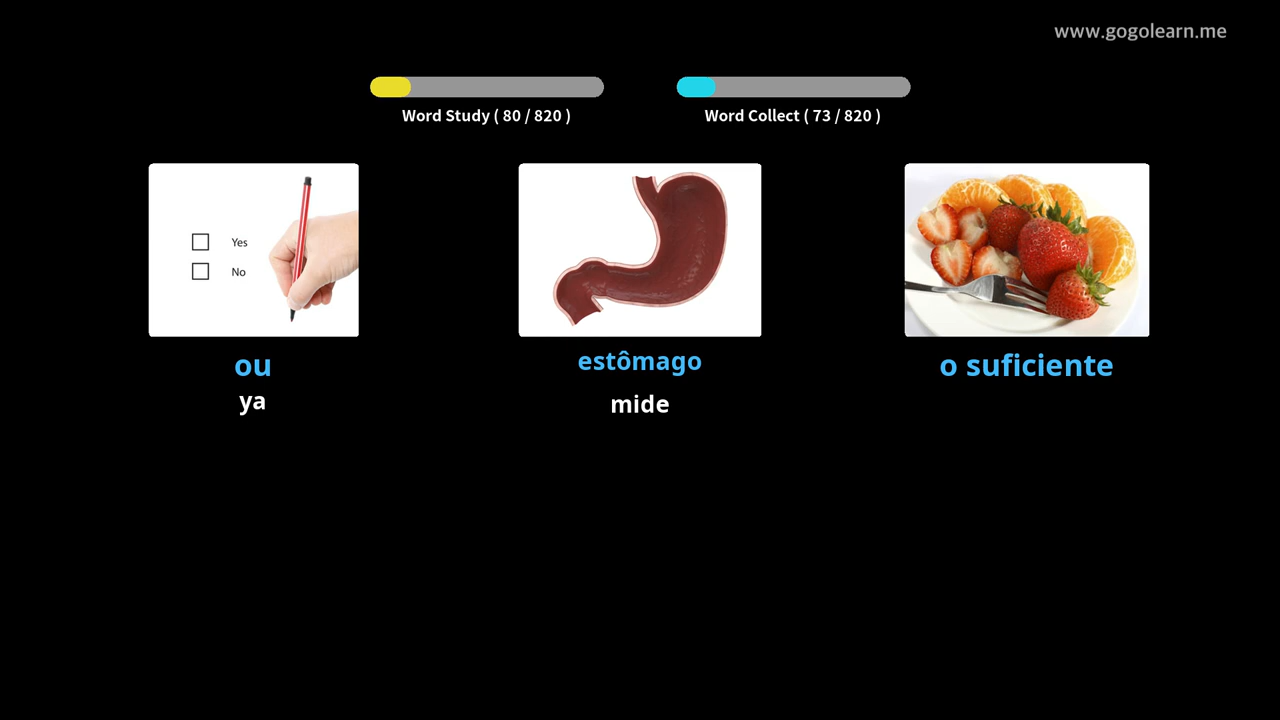 www.gogolearn.me
Word Study ( 80 / 820 )
Word Collect ( 73 / 820 )
Yes
No
ou
ya
estômago
mide
o suficiente